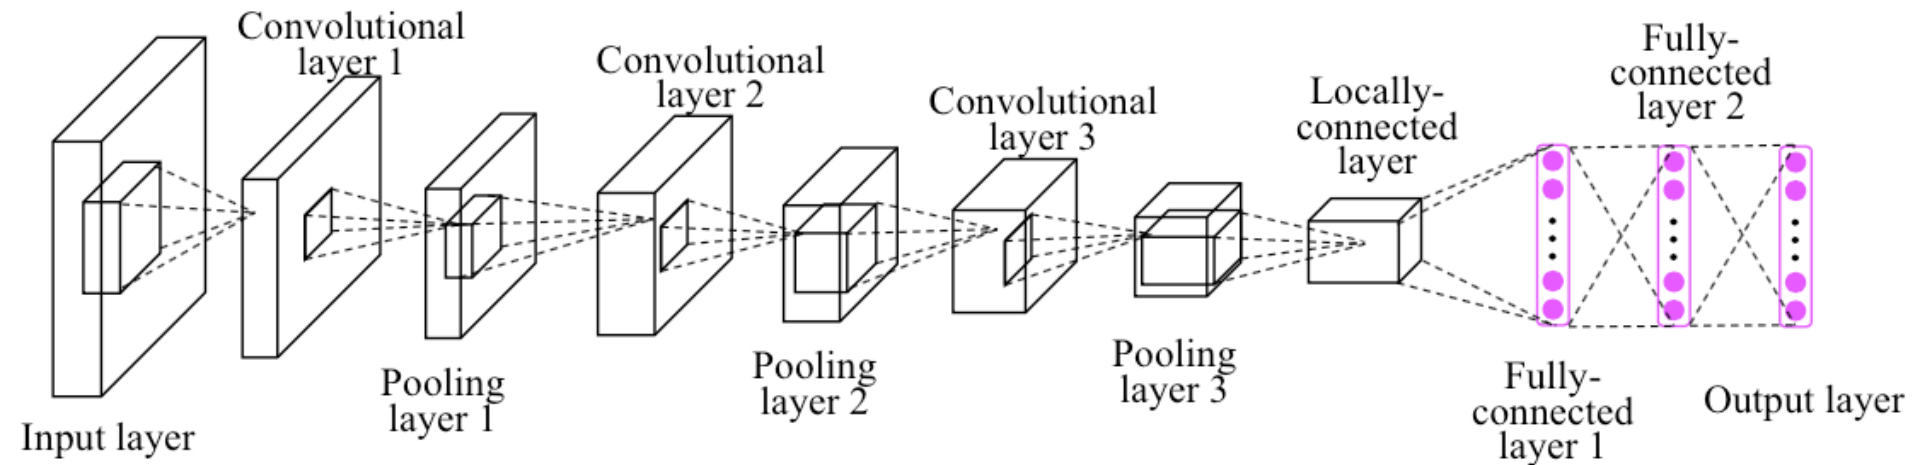 Convolutional
layer 1
Convolutional
layer 2
Convolutional
layer 3
Locally-
connected
layer
Fully-
connected
layer 2
Input layer
Pooling
layer 1
Pooling
layer 2
Pooling
layer 3
Fully-
connected
layer 1
Output layer